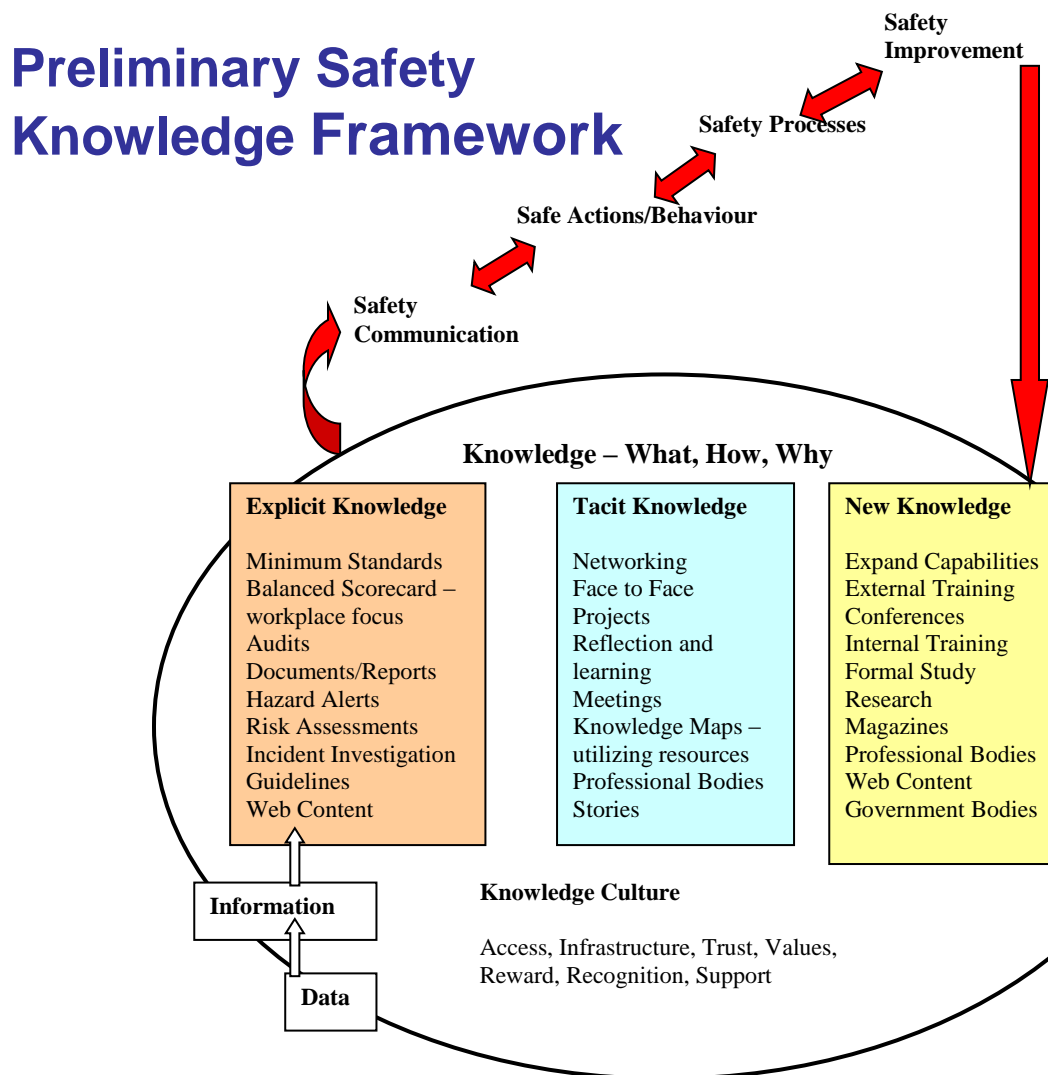 Preliminary Safety
Knowledge Framework
Safety
Improvement
Safety Processes
Safe Actions/Behaviour
Safety
Communication
Knowledge – What, How, Why
Explicit Knowledge
Minimum Standards
Balanced Scorecard –
workplace focus
Audits
Documents/Reports
Hazard Alerts
Risk Assessments
Incident Investigation
Guidelines
Web Content
Tacit Knowledge
Networking
Face to Face
Projects
Reflection and
learning
Meetings
Knowledge Maps –
utilizing resources
Professional Bodies
Stories
New Knowledge
Expand Capabilities
External Training
Conferences
Internal Training
Formal Study
Research
Magazines
Professional Bodies
Web Content
Government Bodies
Information
Data
Knowledge Culture
Access, Infrastructure, Trust, Values,
Reward, Recognition, Support